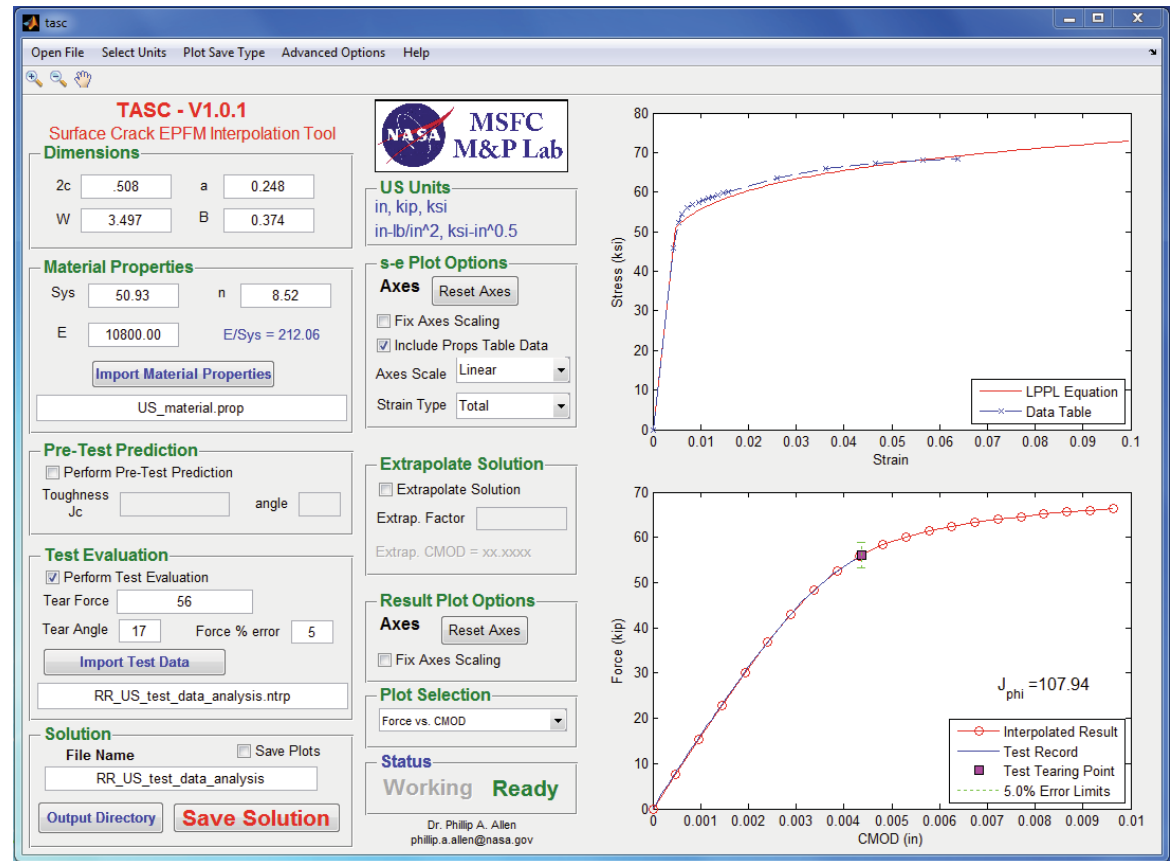 tasc
Open File Select Units Plot Save Type Advanced Options Help
TASC - V1.0.1
Surface Crack EPFM Interpolation Tool
Dimensions
2c .508 a 0.248
W 3.497 B 0.374
Material Properties
Sys 50.93 n 8.52
E 10800.00 E/Sys = 212.06
Import Material Properties
US_material.prop
Pre-Test Prediction
Perform Pre-Test Prediction
Toughness
Jc angle
Test Evaluation
Perform Test Evaluation
Tear Force 56
Tear Angle 17 Force % error 5
Import Test Data
RR_US_test_data_analysis.ntrp
Solution
File Name Save Plots
RR_US_test_data_analysis
Output Directory Save Solution
NASA
MSFC
M&P Lab
US Units
in, kip, ksi
in-lb/in^2, ksi-in^0.5
s-e Plot Options
Axes Reset Axes
Fix Axes Scaling
Include Props Table Data
Axes Scale Linear
Strain Type Total
Extrapolate Solution
Extrapolate Solution
Extrap. Factor
Extrap. CMOD = xx.xxxx
Result Plot Options
Axes Reset Axes
Fix Axes Scaling
Plot Selection
Force vs. CMOD
Status
Working Ready
Dr. Phillip A. Allen
phillip.a.allen@nasa.gov
80
70
60
50
40
30
20
10
0
Stress (ksi)
LPPL Equation
Data Table
0 0.01 0.02 0.03 0.04 0.05 0.06 0.07 0.08 0.09 0.1
Strain
70
60
50
40
30
20
10
0
Force (kip)
J_phi =107.94
Interpolated Result
Test Record
Test Tearing Point
5.0% Error Limits
0 0.001 0.002 0.003 0.004 0.005 0.006 0.007 0.008 0.009 0.01
CMOD (in)